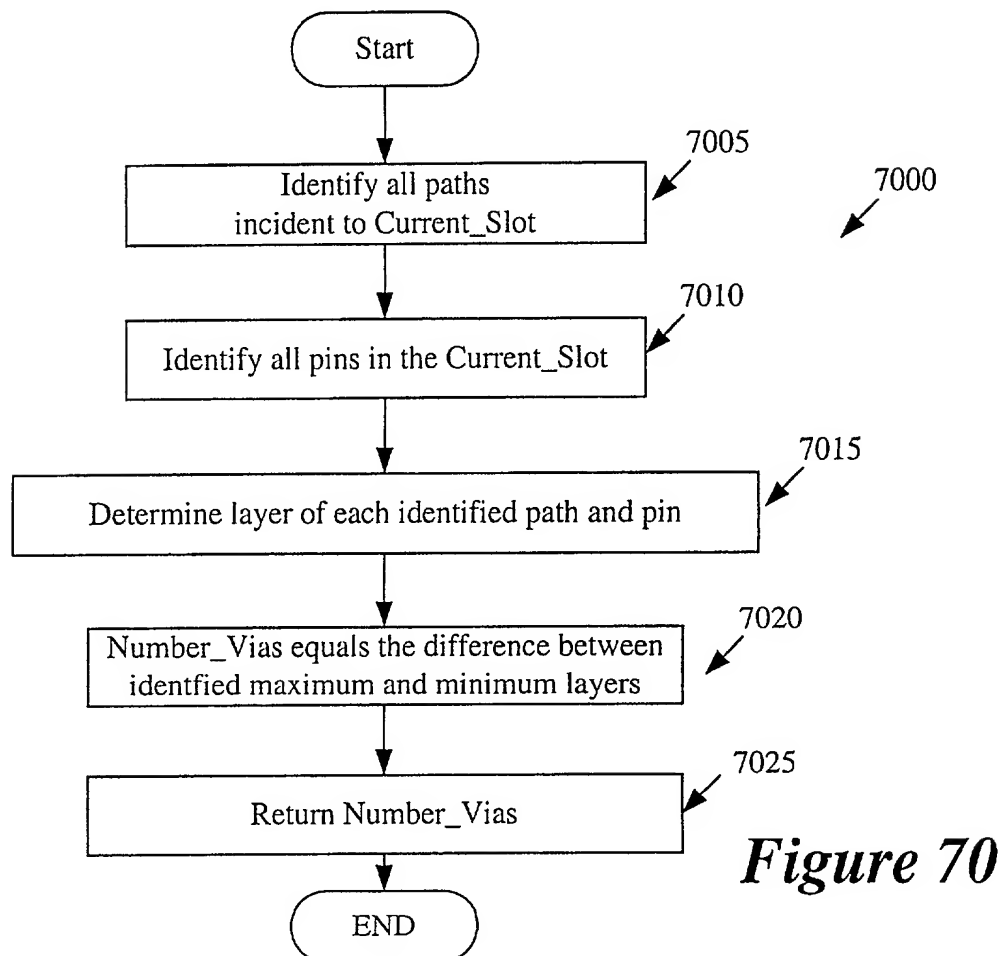 Start
7005
Identify all paths
incident to Current_Slot
7000
7010
Identify all pins in the Current_Slot
7015
Determine layer of each identified path and pin
7020
Number_Vias equals the difference between
identfied maximum and minimum layers
7025
Return Number_Vias
Figure 70
END